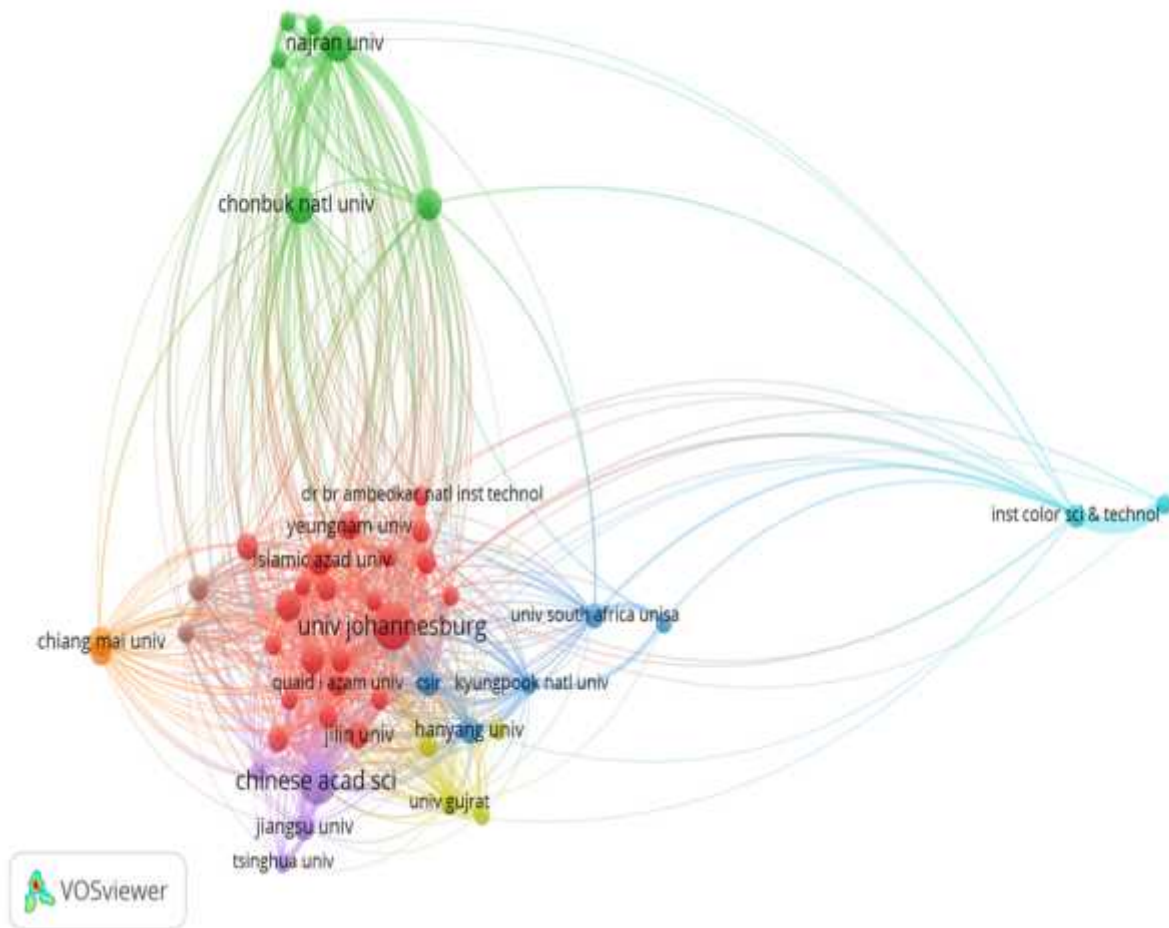 najran univ
chonbuk natl univ
dr br ambedkar natl inst technol
yeungnam univ
islamic azad univ
inst color sci & technol
univ johannesburg
univ south africa unisa
chiang mai univ
quaid i azam univ
csir
kyungpook natl univ
jilin univ
hanyang univ
chinese acad sci
univ gujrat
jiangsu univ
tsinghua univ
VOSviewer